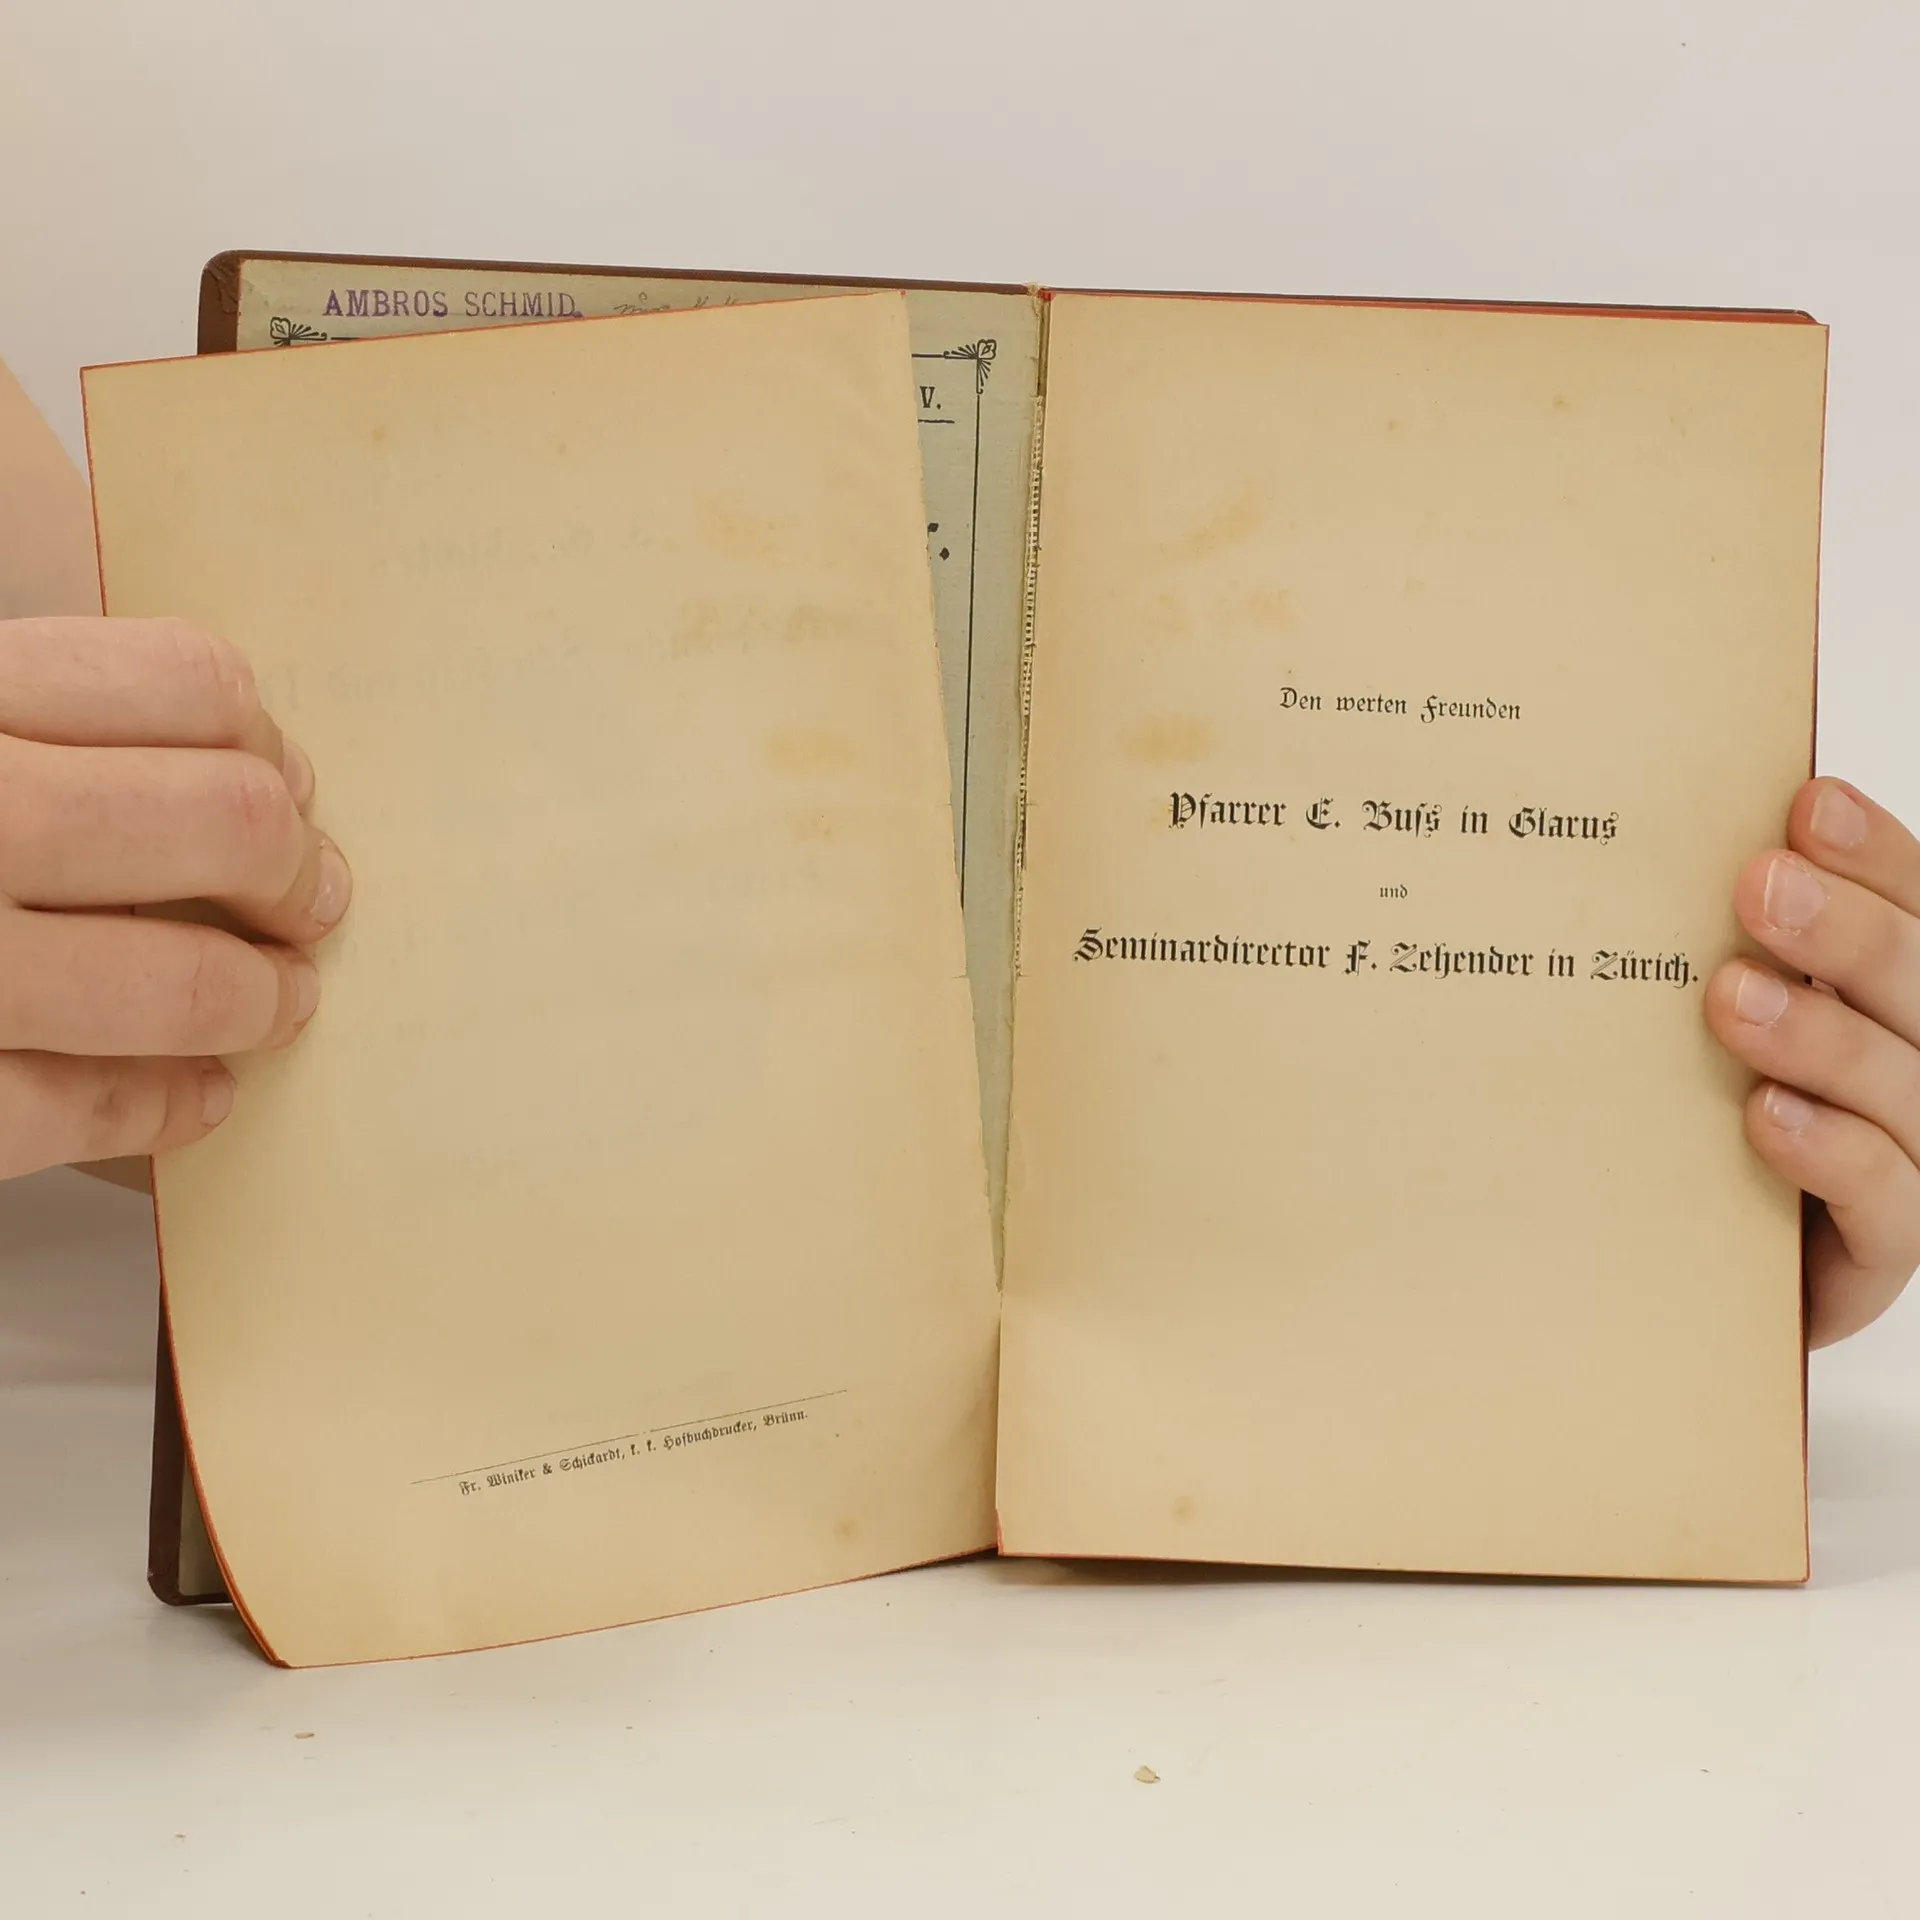 AMBROS SCHMID.
V.
r.
Fr. Winiker & Schickardt, k. k. Hofbuchdrucker, Brünn.
Den werten Freunden
Pfarrer E. Buſs in Glarus
und
Seminardirector F. Zehender in Zürich.